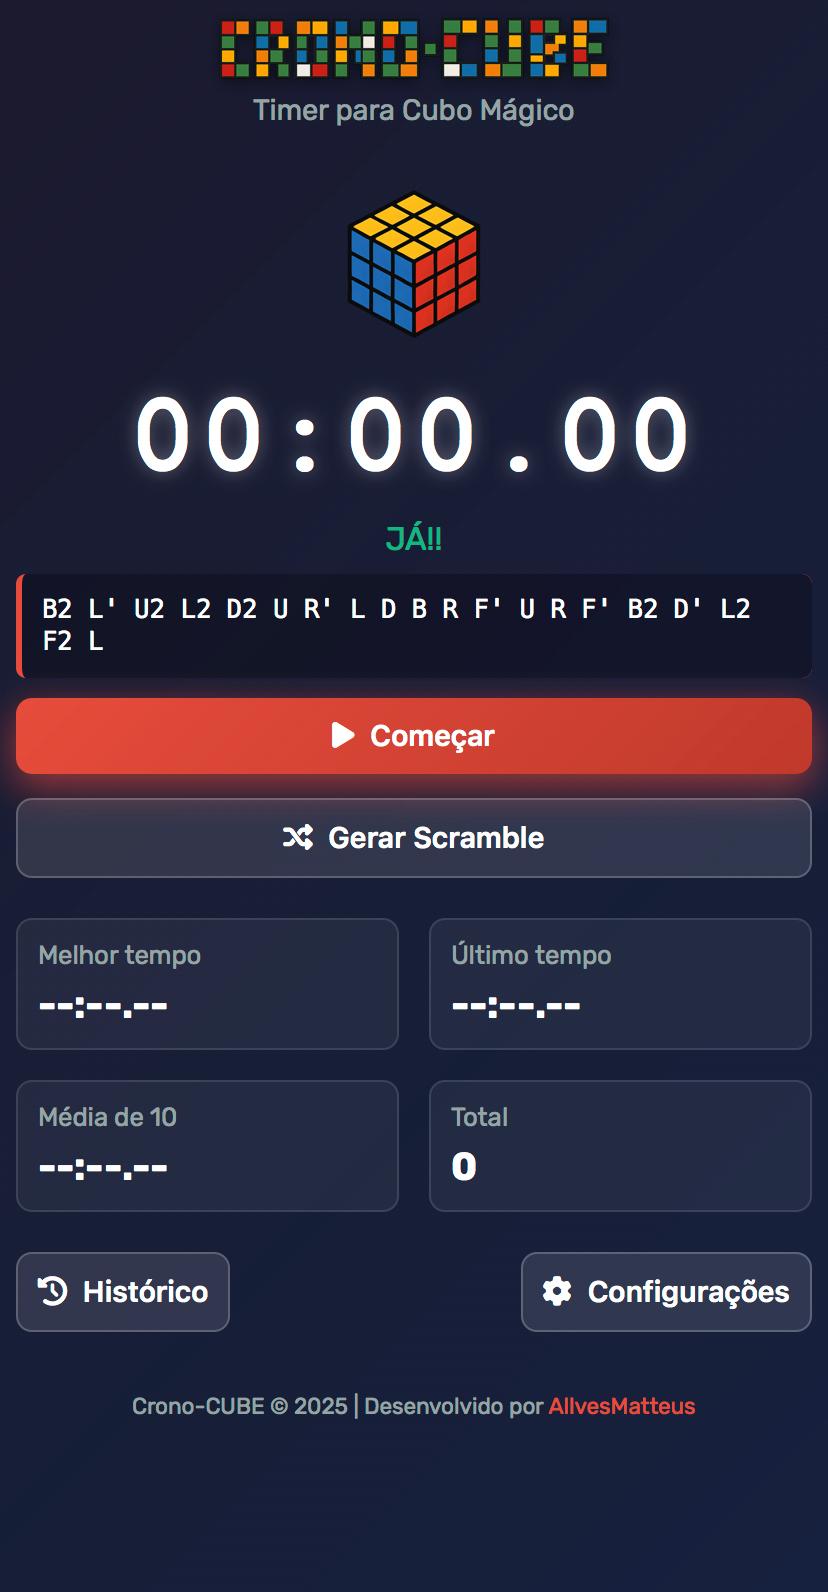 CRONO-CUBE
Timer para Cubo Mágico
00:00.00
JÁ!!
B2 L' U2 L2 D2 U R' L D B R F' U R F' B2 D' L2
F2 L
Começar
Gerar Scramble
Melhor tempo
--:--.--
Último tempo
--:--.--
Média de 10
--:--.--
Total
0
Histórico
Configurações
Crono-CUBE © 2025 | Desenvolvido por AllvesMatteus